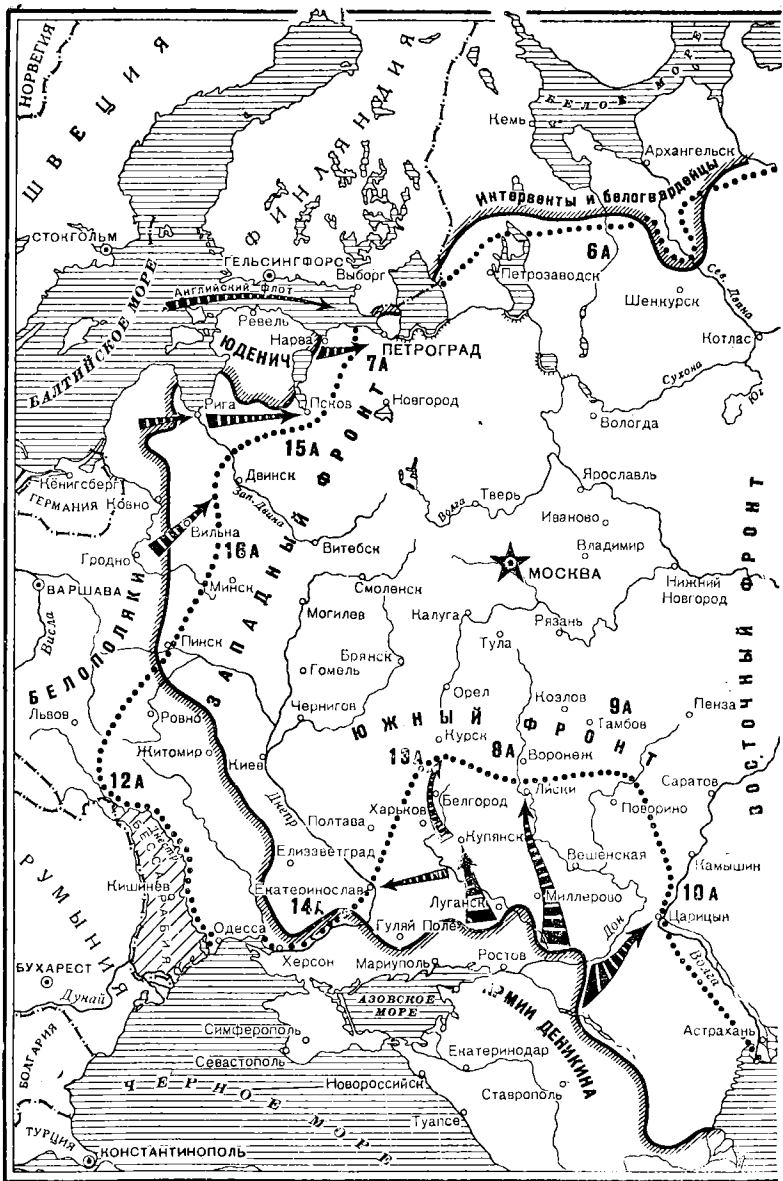 НОРВЕГИЯ
ШВЕЦИЯ
ФИНЛЯНДИЯ
БЕЛОЕ МОРЕ
Кемь
Архангельск
Интервенты и белогвардейцы
СТОКГОЛЬМ
ГЕЛЬСИНГФОРС
Выборг
6А
Петрозаводск
Английский флот
Шенкурск
Сев. Двина
БАЛТИЙСКОЕ МОРЕ
Ревель
Нарва
ЮДЕНИЧ
ПЕТРОГРАД
7А
Котлас
Сухона
Юг
Рига
Псков
Новгород
Вологда
15А
Двинск
Зап. Двина
Кёнигсберг
ГЕРМАНИЯ
Ковно
Ярославль
Волга
Тверь
Иваново
Вильна
16А
Витебск
Владимир
Гродно
МОСКВА
ВАРШАВА
Минск
Смоленск
Нижний
Новгород
ВОСТОЧНЫЙ ФРОНТ
Висла
Могилев
Калуга
Рязань
Тула
ЗАПАДНЫЙ ФРОНТ
Пинск
Брянск
БЕЛОПОЛЯКИ
Гомель
Орел
Козлов
9А
Пенза
Львов
Ровно
Чернигов
Тамбов
ЮЖНЫЙ ФРОНТ
Курск
Житомир
Киев
13А
8А
Воронеж
12А
Днепр
Белгород
Лиски
Саратов
Поворино
Харьков
Полтава
Купянск
Днестр
БЕССАРАБИЯ
Елизаветград
Вешенская
Камышин
РУМЫНИЯ
Кишинев
Екатеринослав
Луганск
Миллерово
10А
14А
Царицын
Одесса
Гуляй Поле
Дон
Херсон
Мариуполь
Ростов
Волга
БУХАРЕСТ
Дунай
АЗОВСКОЕ
МОРЕ
АРМИИ ДЕНИКИНА
Симферополь
Астрахань
Севастополь
Екатеринодар
БОЛГАРИЯ
Новороссийск
Ставрополь
ЧЕРНОЕ МОРЕ
Туапсе
ТУРЦИЯ
КОНСТАНТИНОПОЛЬ